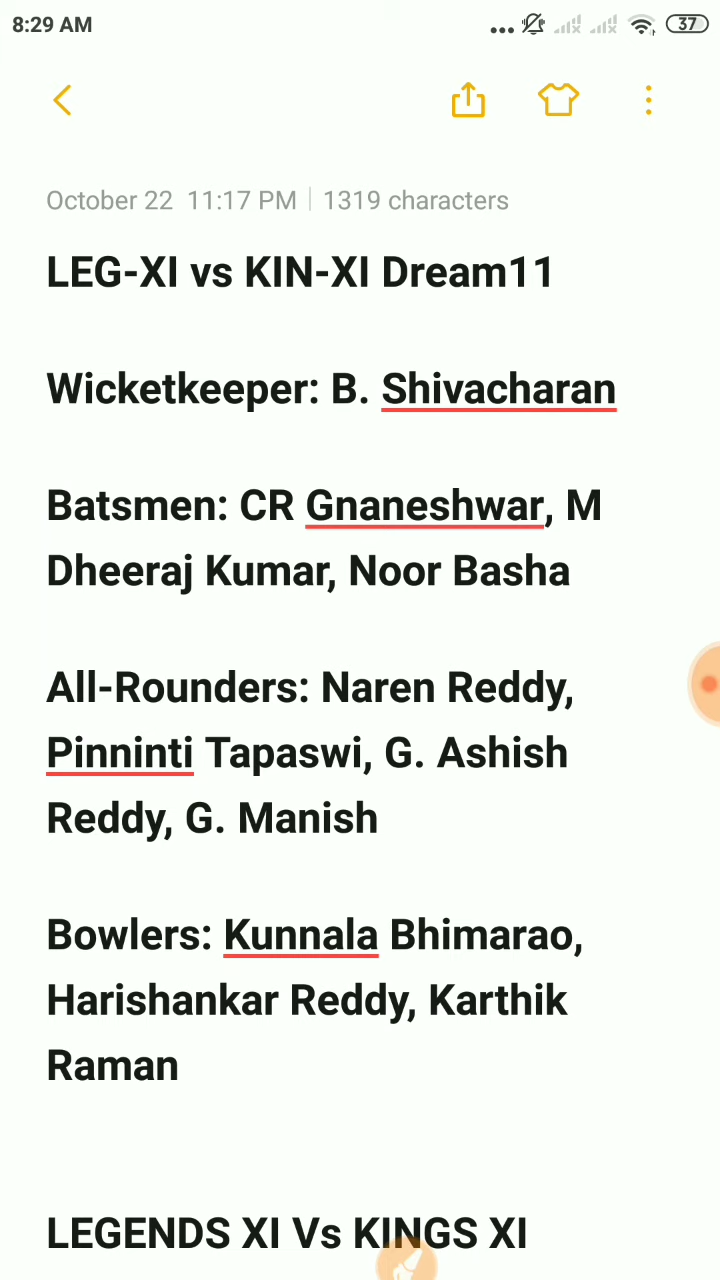 8:29 AM
37
October 22 11:17 PM | 1319 characters
LEG-XI vs KIN-XI Dream11
Wicketkeeper: B. Shivacharan
Batsmen: CR Gnaneshwar, M
Dheeraj Kumar, Noor Basha
All-Rounders: Naren Reddy,
Pinninti Tapaswi, G. Ashish
Reddy, G. Manish
Bowlers: Kunnala Bhimarao,
Harishankar Reddy, Karthik
Raman
LEGENDS XI Vs KINGS XI